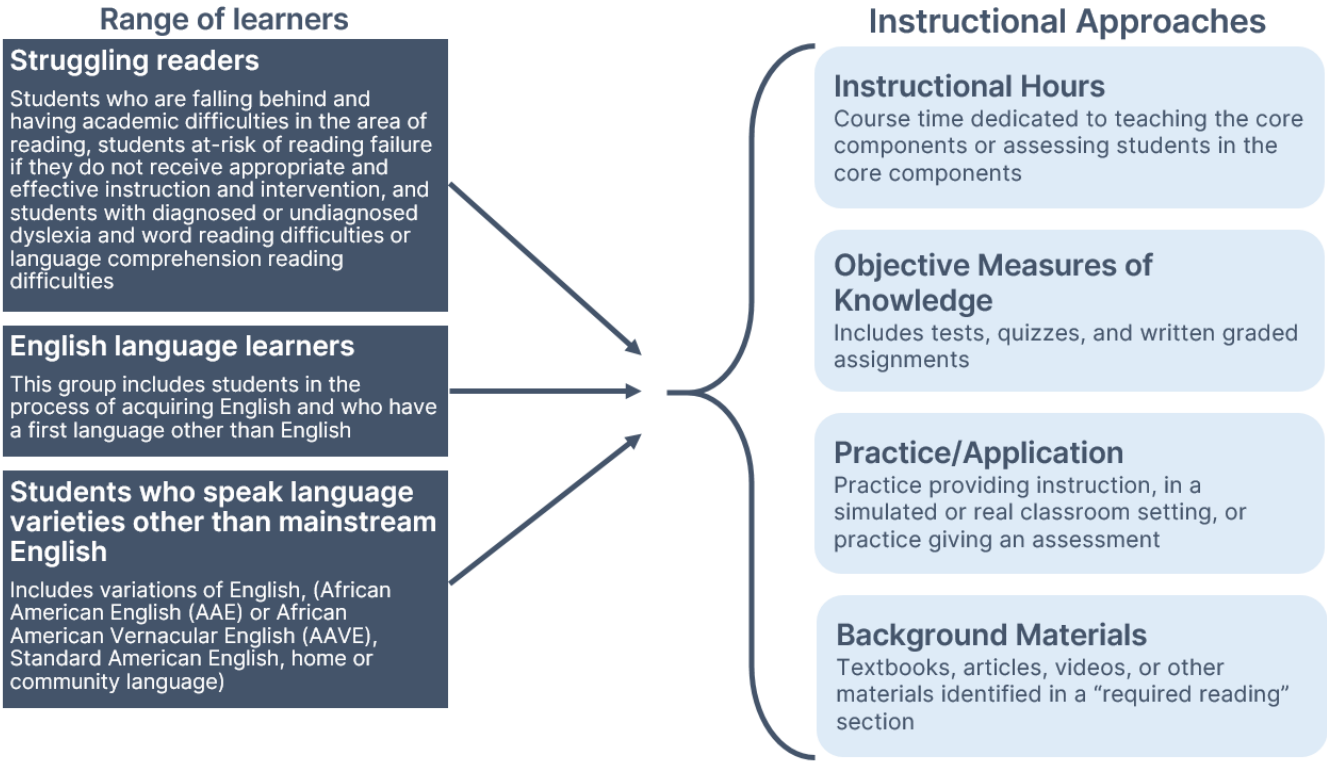 Range of learners
Struggling readers
Students who are falling behind and
having academic difficulties in the area of
reading, students at-risk of reading failure
if they do not receive appropriate and
effective instruction and intervention, and
students with diagnosed or undiagnosed
dyslexia and word reading difficulties or
language comprehension reading
difficulties
English language learners
This group includes students in the
process of acquiring English and who have
a first language other than English
Students who speak language
varieties other than mainstream
English
Includes variations of English, (African
American English (AAE) or African
American Vernacular English (AAVE),
Standard American English, home or
community language)
Instructional Approaches
Instructional Hours
Course time dedicated to teaching the core
components or assessing students in the
core components
Objective Measures of
Knowledge
Includes tests, quizzes, and written graded
assignments
Practice/Application
Practice providing instruction, in a
simulated or real classroom setting, or
practice giving an assessment
Background Materials
Textbooks, articles, videos, or other
materials identified in a “required reading”
section